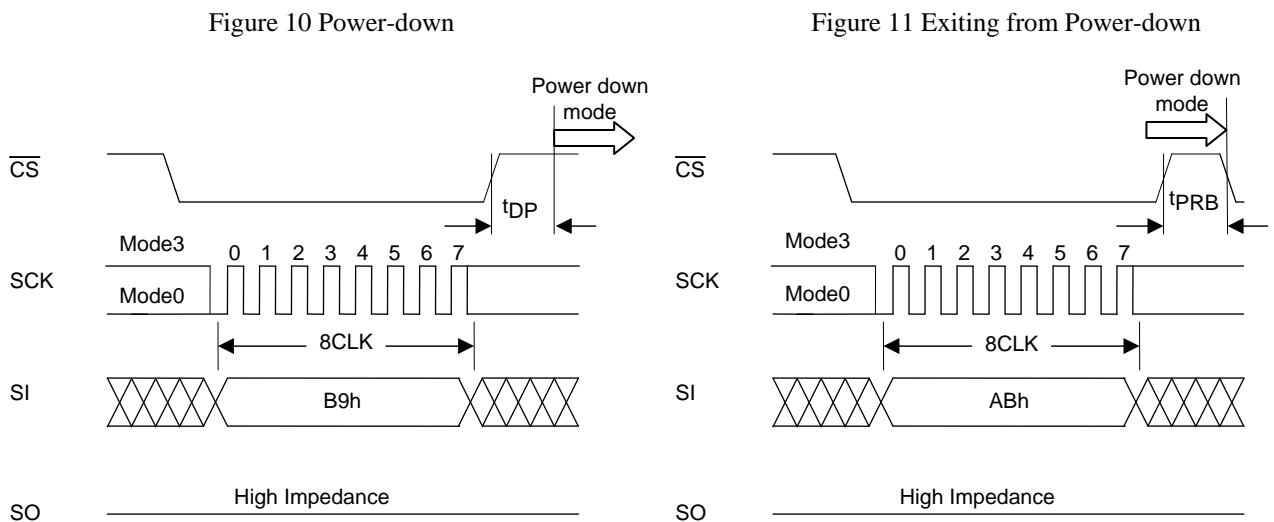 Figure 10 Power-down
Power down
mode
CS
tDP
Mode3
0 1 2 3 4 5 6 7
SCK
Mode0
8CLK
SI
B9h
High Impedance
SO
Figure 11 Exiting from Power-down
Power down
mode
CS
tPRB
Mode3
0 1 2 3 4 5 6 7
SCK
Mode0
8CLK
SI
ABh
High Impedance
SO